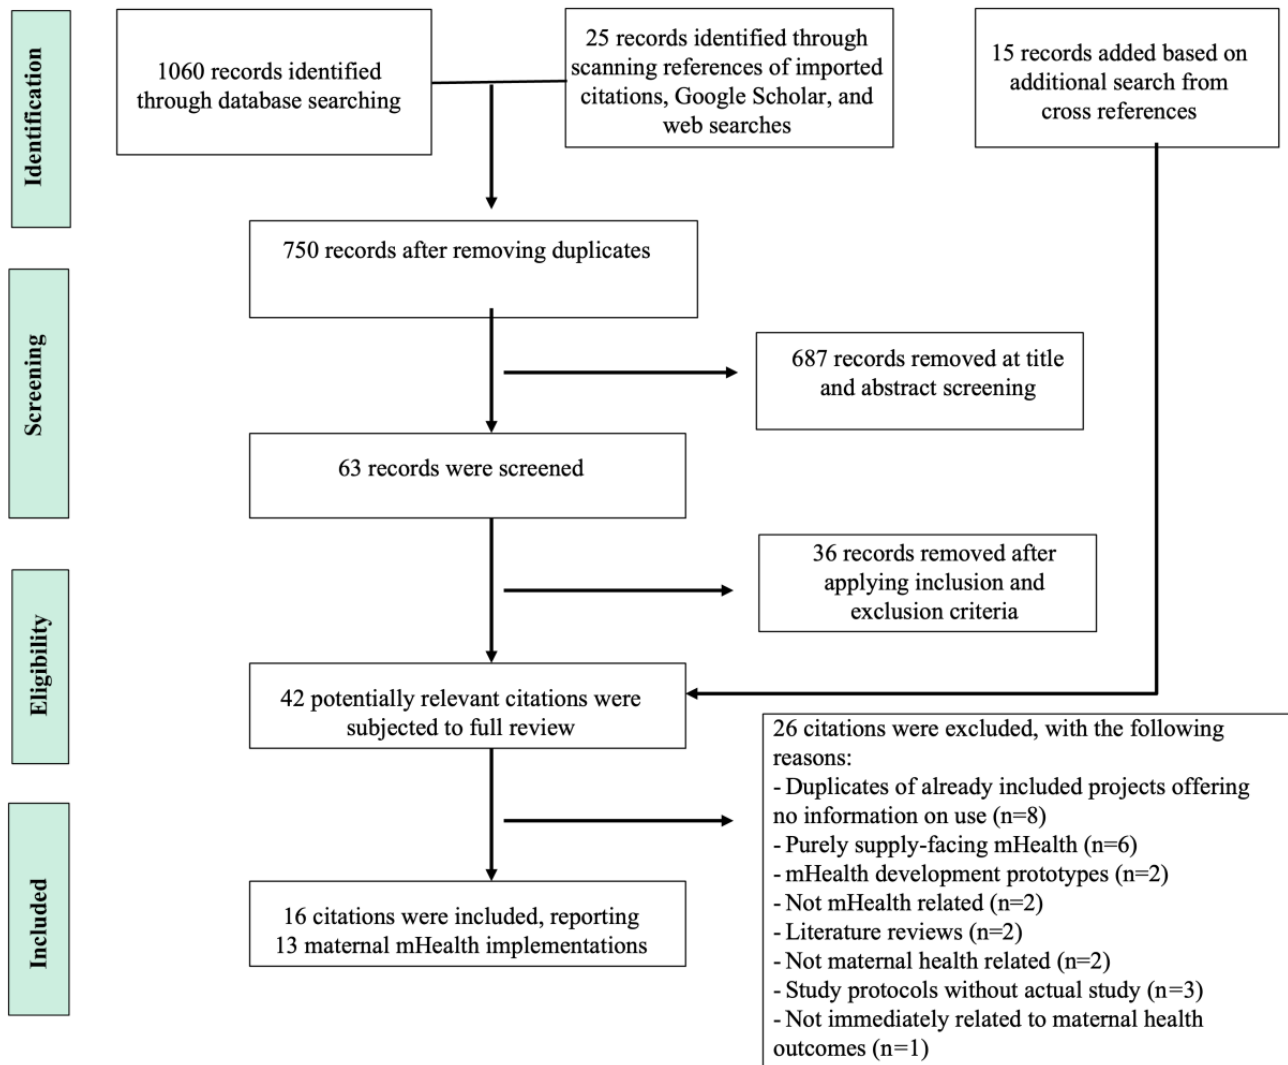 Identification
1060 records identified
through database searching
25 records identified through
scanning references of imported
citations, Google Scholar, and
web searches
15 records added based on
additional search from
cross references
750 records after removing duplicates
Screening
687 records removed at title
and abstract screening
63 records were screened
36 records removed after
applying inclusion and
exclusion criteria
Eligibility
42 potentially relevant citations were
subjected to full review
26 citations were excluded, with the following
reasons:
- Duplicates of already included projects offering
no information on use (n=8)
- Purely supply-facing mHealth (n=6)
- mHealth development prototypes (n=2)
- Not mHealth related (n=2)
- Literature reviews (n=2)
- Not maternal health related (n=2)
- Study protocols without actual study (n=3)
- Not immediately related to maternal health
outcomes (n=1)
Included
16 citations were included, reporting
13 maternal mHealth implementations